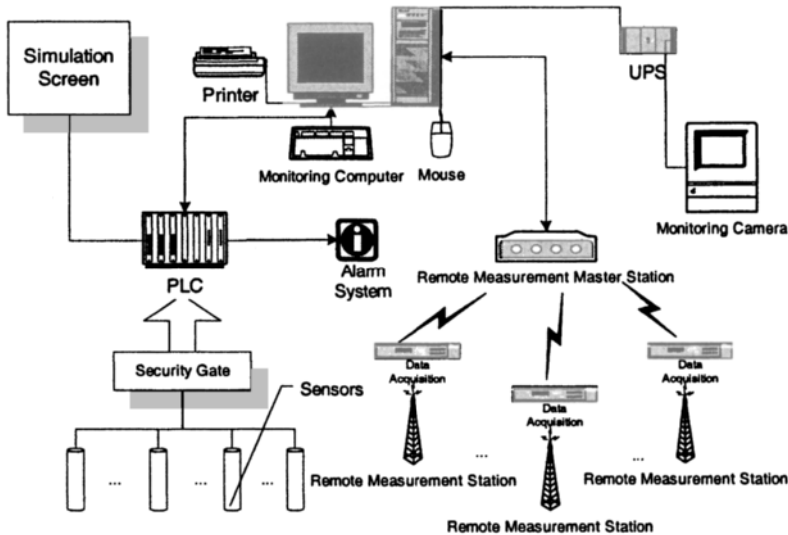 Simulation
Screen
Printer
UPS
Monitoring Computer
Mouse
Monitoring Camera
PLC
Alarm
System
Remote Measurement Master Station
Security Gate
Sensors
Data
Acquisition
Data
Acquisition
Data
Acquisition
...
...
...
...
...
Remote Measurement Station
Remote Measurement Station
Remote Measurement Station